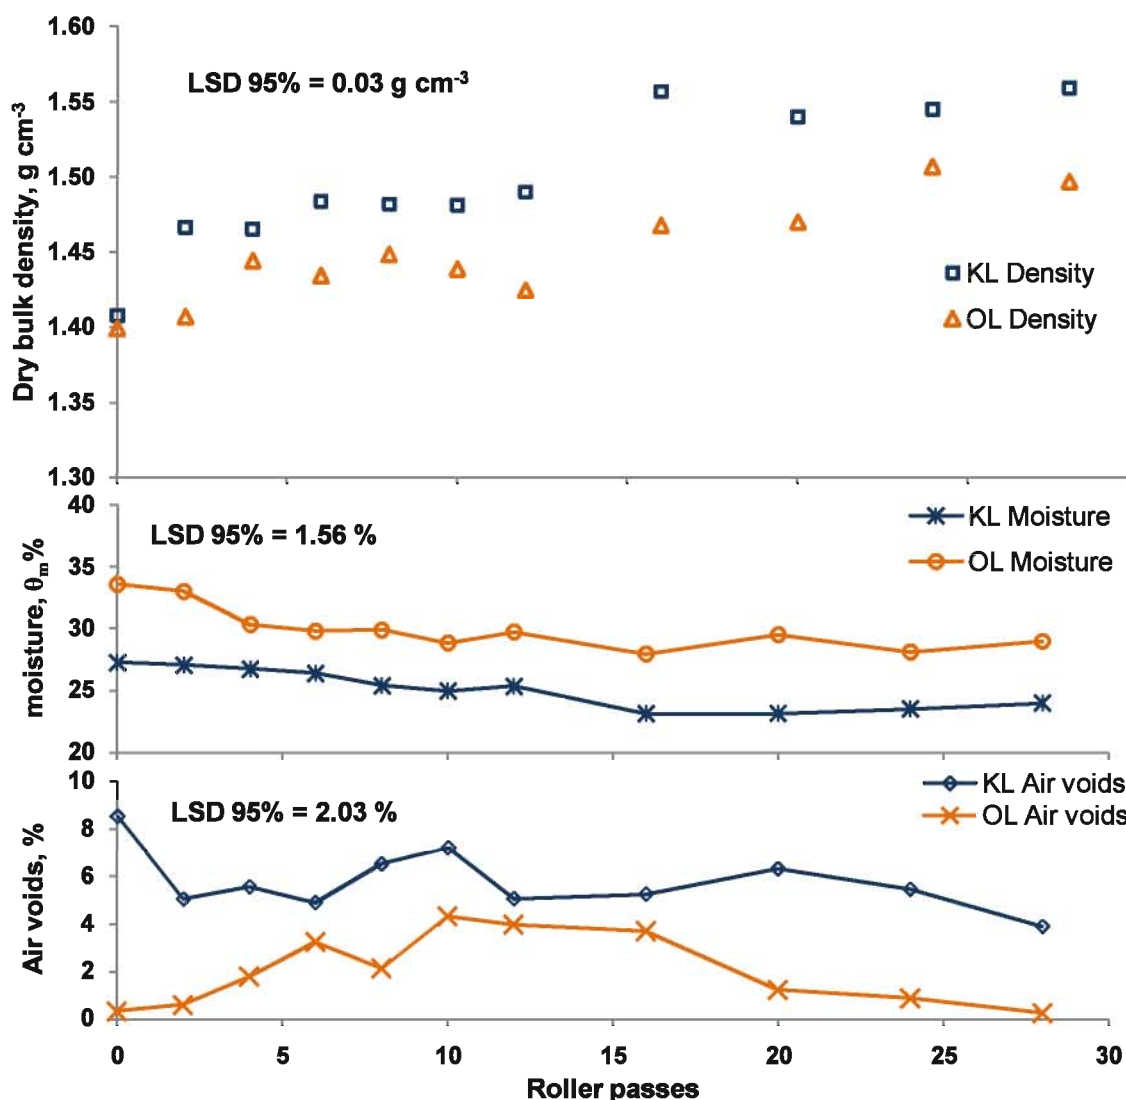 1.60
LSD 95% = 0.03 g cm-3
1.55
1.50
1.45
1.40
1.35
1.30
Dry bulk density, g cm-3
KL Density
OL Density
40
LSD 95% = 1.56 %
35
30
25
20
moisture, θm%
KL Moisture
OL Moisture
10
LSD 95% = 2.03 %
8
6
4
2
0
Air voids, %
KL Air voids
OL Air voids
0 5 10 15 20 25 30
Roller passes